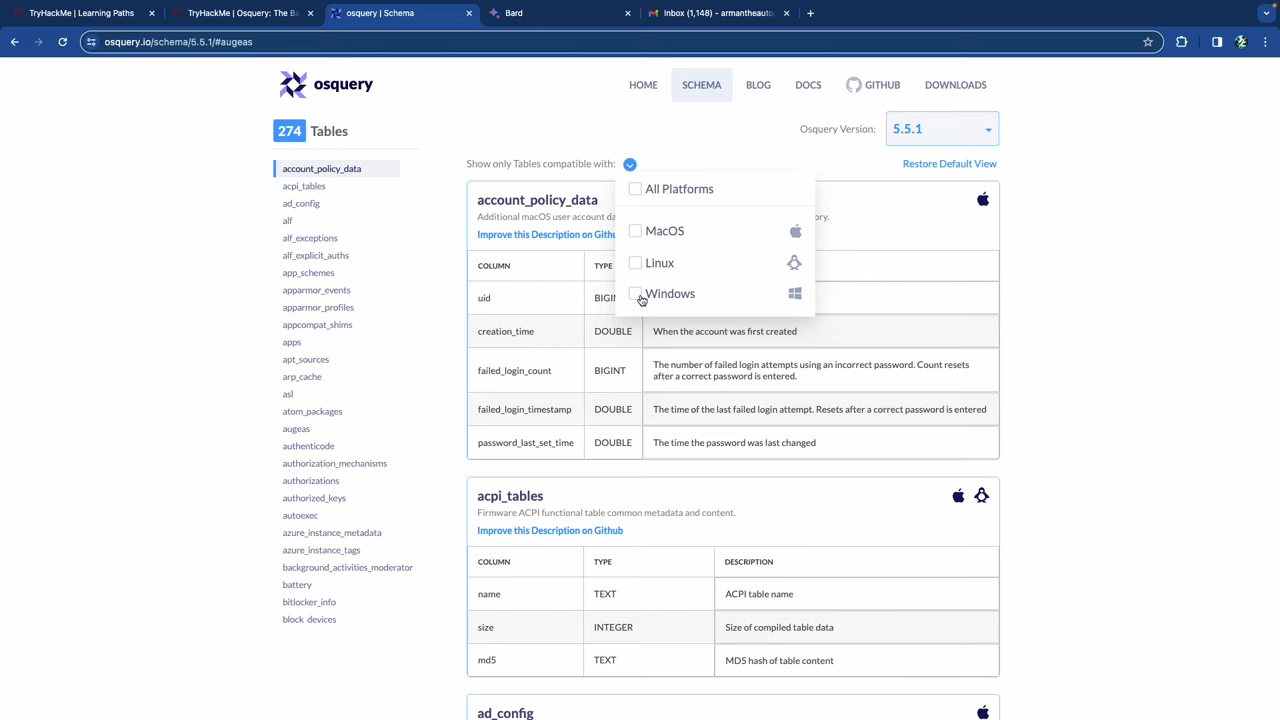 TryHackMe | Learning Paths
TryHackMe | Osquery: The Ba
osquery | Schema
Bard
Inbox (1,148) - armantheauto
osquery.io/schema/5.5.1/#augeas
osquery
HOME
SCHEMA
BLOG
DOCS
GITHUB
DOWNLOADS
274 Tables
Osquery Version:
5.5.1
Show only Tables compatible with:
Restore Default View
All Platforms
MacOS
Linux
Windows
account_policy_data
acpi_tables
ad_config
alf
alf_exceptions
alf_explicit_auths
app_schemes
apparmor_events
apparmor_profiles
appcompat_shims
apps
apt_sources
arp_cache
asl
atom_packages
augeas
authenticode
authorization_mechanisms
authorizations
authorized_keys
autoexec
azure_instance_metadata
azure_instance_tags
background_activities_moderator
battery
bitlocker_info
block_devices
account_policy_data
Additional macOS user account da
ory.
Improve this Description on Githu
COLUMN TYPE
uid BIGIN
creation_time DOUBLE When the account was first created
failed_login_count BIGINT The number of failed login attempts using an incorrect password. Count resets
after a correct password is entered.
failed_login_timestamp DOUBLE The time of the last failed login attempt. Resets after a correct password is entered
password_last_set_time DOUBLE The time the password was last changed
acpi_tables
Firmware ACPI functional table common metadata and content.
Improve this Description on Github
COLUMN TYPE DESCRIPTION
name TEXT ACPI table name
size INTEGER Size of compiled table data
md5 TEXT MD5 hash of table content
ad_config